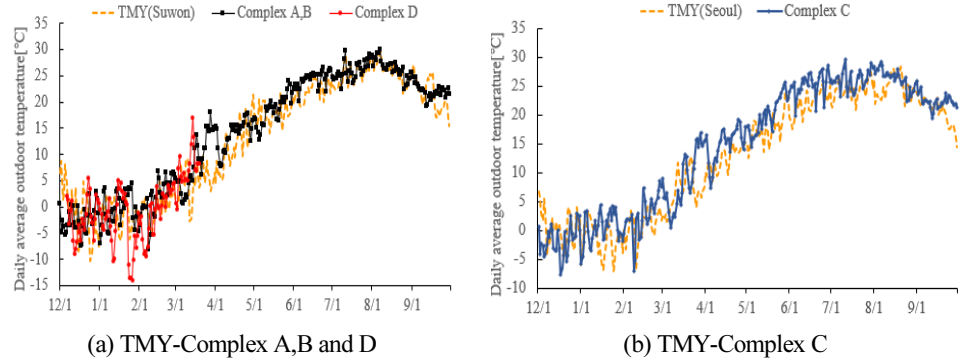 TMY(Suwon) Complex A,B Complex D
Daily average outdoor temperature[℃]
35
30
25
20
15
10
5
0
-5
-10
-15
12/1 1/1 2/1 3/1 4/1 5/1 6/1 7/1 8/1 9/1
(a) TMY-Complex A,B and D
TMY(Seoul) Complex C
Daily average outdoor temperature[℃]
35
30
25
20
15
10
5
0
-5
-10
12/1 1/1 2/1 3/1 4/1 5/1 6/1 7/1 8/1 9/1
(b) TMY-Complex C